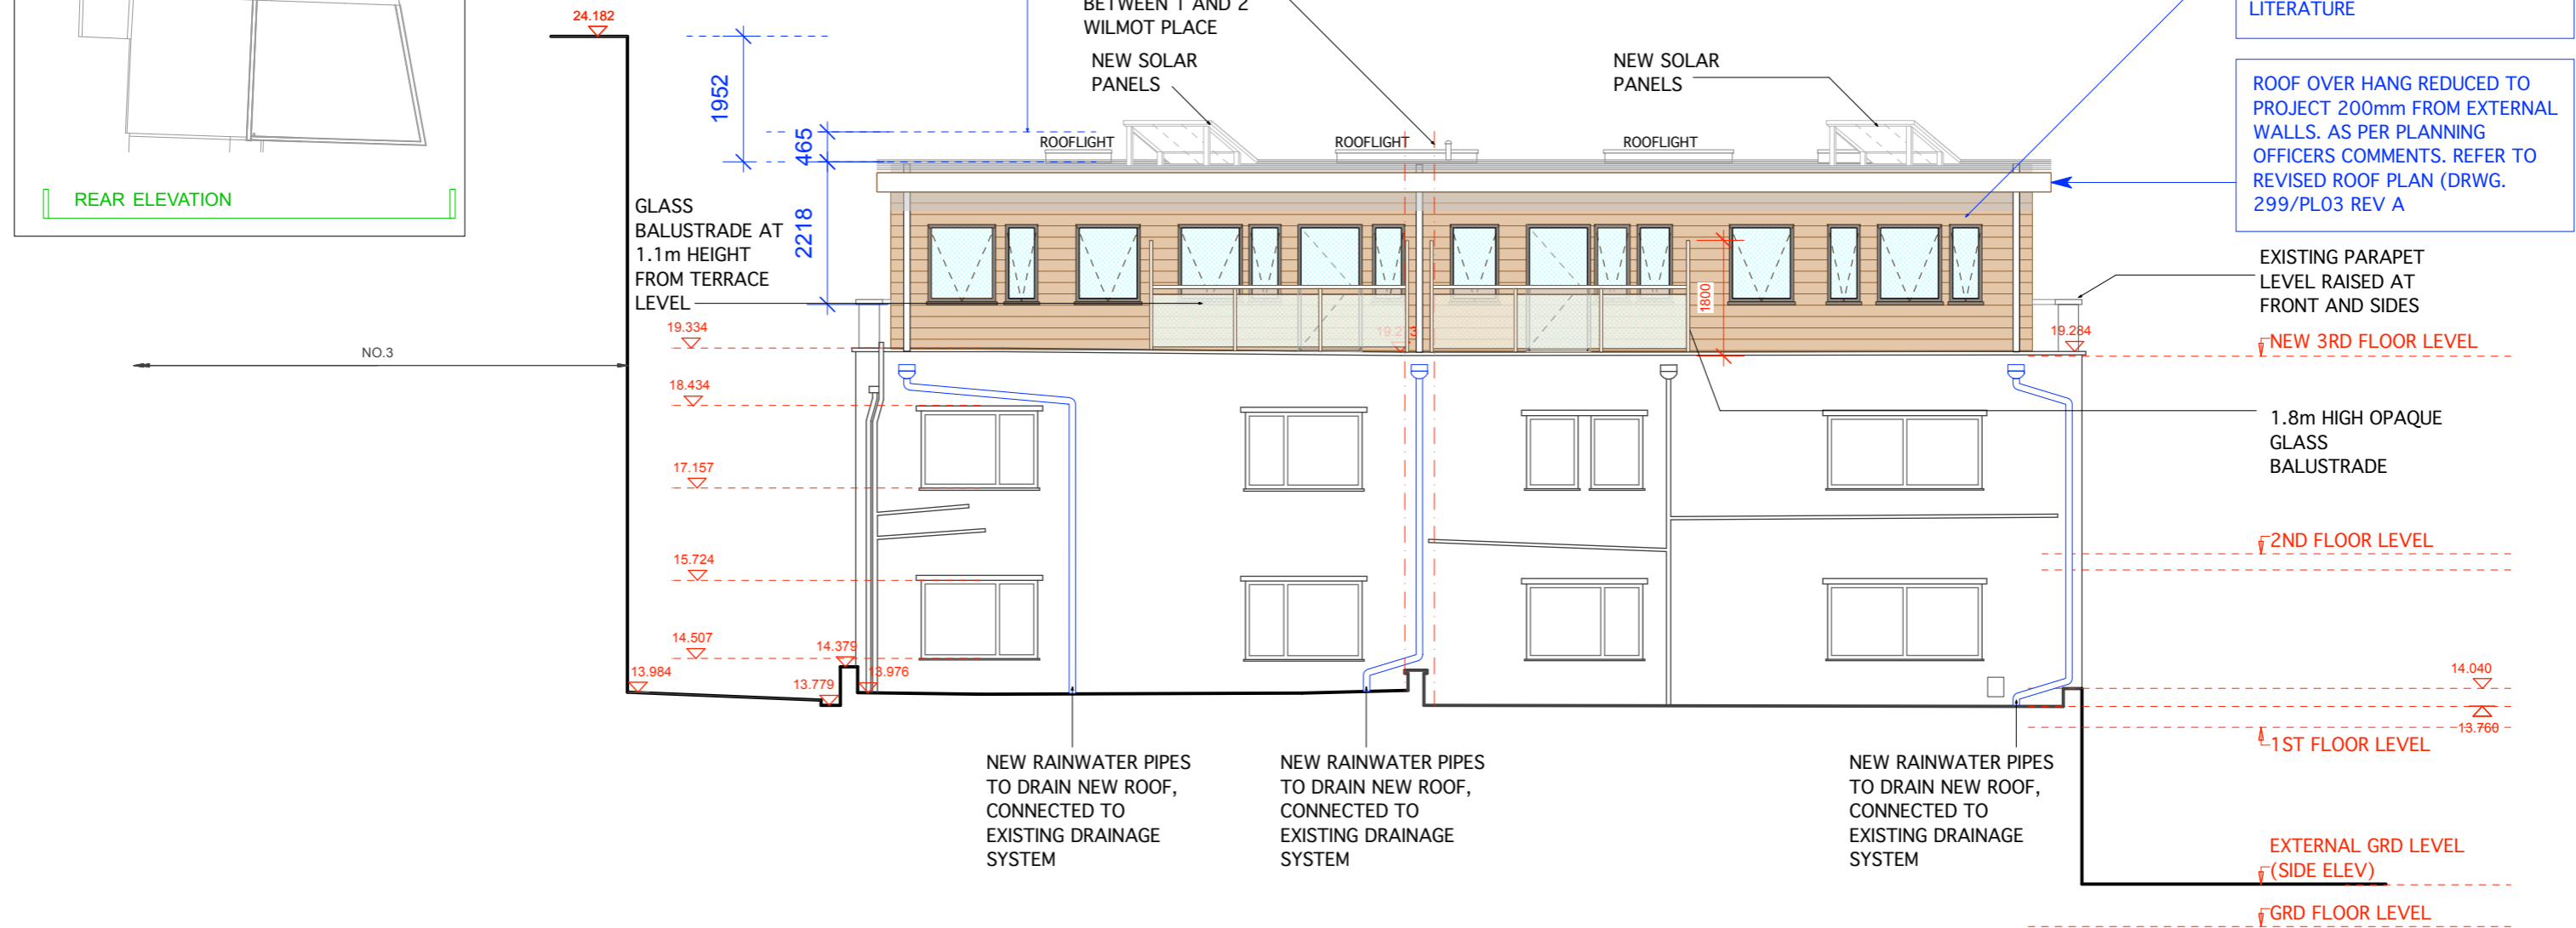 24.182
BETWEEN 1 AND 2
WILMOT PLACE
LITERATURE
NEW SOLAR
PANELS
NEW SOLAR
PANELS
1952
465
2218
ROOFLIGHT
ROOFLIGHT
ROOFLIGHT
ROOF OVER HANG REDUCED TO
PROJECT 200mm FROM EXTERNAL
WALLS. AS PER PLANNING
OFFICERS COMMENTS. REFER TO
REVISED ROOF PLAN (DRWG.
299/PL03 REV A
REAR ELEVATION
GLASS
BALUSTRADE AT
1.1m HEIGHT
FROM TERRACE
LEVEL
1800
EXISTING PARAPET
LEVEL RAISED AT
FRONT AND SIDES
19.334
19.284
NEW 3RD FLOOR LEVEL
NO.3
18.434
1.8m HIGH OPAQUE
GLASS
BALUSTRADE
17.157
2ND FLOOR LEVEL
15.724
14.507
14.379
13.984
13.779
13.976
14.040
13.760
1ST FLOOR LEVEL
NEW RAINWATER PIPES
TO DRAIN NEW ROOF,
CONNECTED TO
EXISTING DRAINAGE
SYSTEM
NEW RAINWATER PIPES
TO DRAIN NEW ROOF,
CONNECTED TO
EXISTING DRAINAGE
SYSTEM
NEW RAINWATER PIPES
TO DRAIN NEW ROOF,
CONNECTED TO
EXISTING DRAINAGE
SYSTEM
EXTERNAL GRD LEVEL
(SIDE ELEV)
GRD FLOOR LEVEL